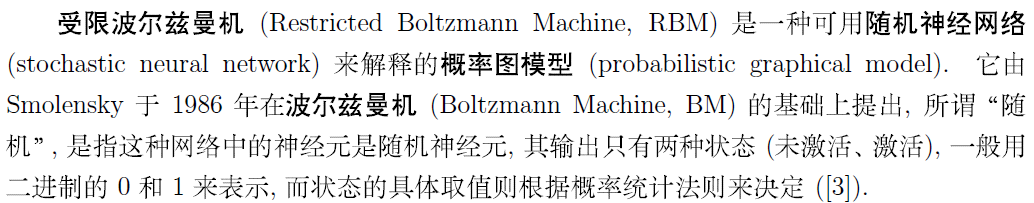 受限波尔兹曼机 (Restricted Boltzmann Machine, RBM) 是一种可用随机神经网络
(stochastic neural network) 来解释的概率图模型 (probabilistic graphical model). 它由
Smolensky 于 1986 年在波尔兹曼机 (Boltzmann Machine, BM) 的基础上提出, 所谓 “随
机”, 是指这种网络中的神经元是随机神经元, 其输出只有两种状态 (未激活、激活), 一般用
二进制的 0 和 1 来表示, 而状态的具体取值则根据概率统计法则来决定 ([3]).